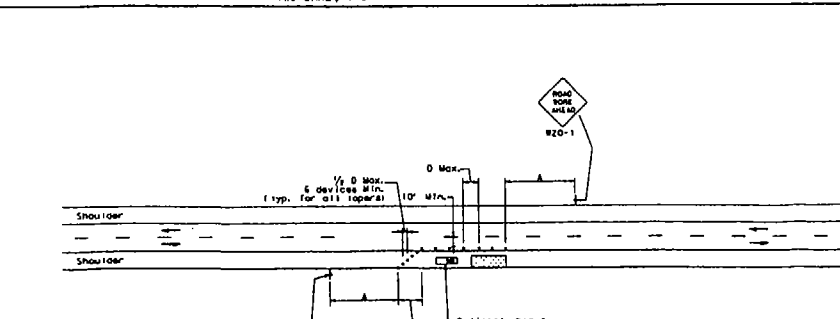 ROAD
WORK
AHEAD
W20-1
D Max.
½ D Max.
6 devices Min.
(typ. for all tapers)
10' Min.
A
Shoulder
Shoulder
A